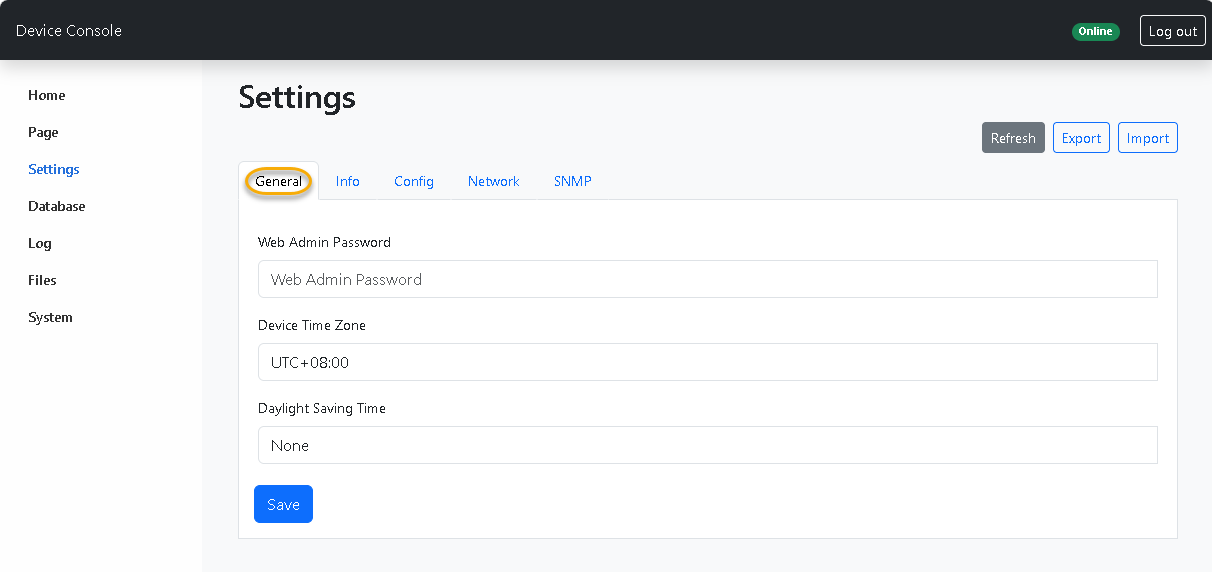 Device Console
Online
Log out
Home
Page
Settings
Database
Log
Files
System
Settings
Refresh Export Import
General Info Config Network SNMP
Web Admin Password
Web Admin Password
Device Time Zone
UTC+08:00
Daylight Saving Time
None
Save